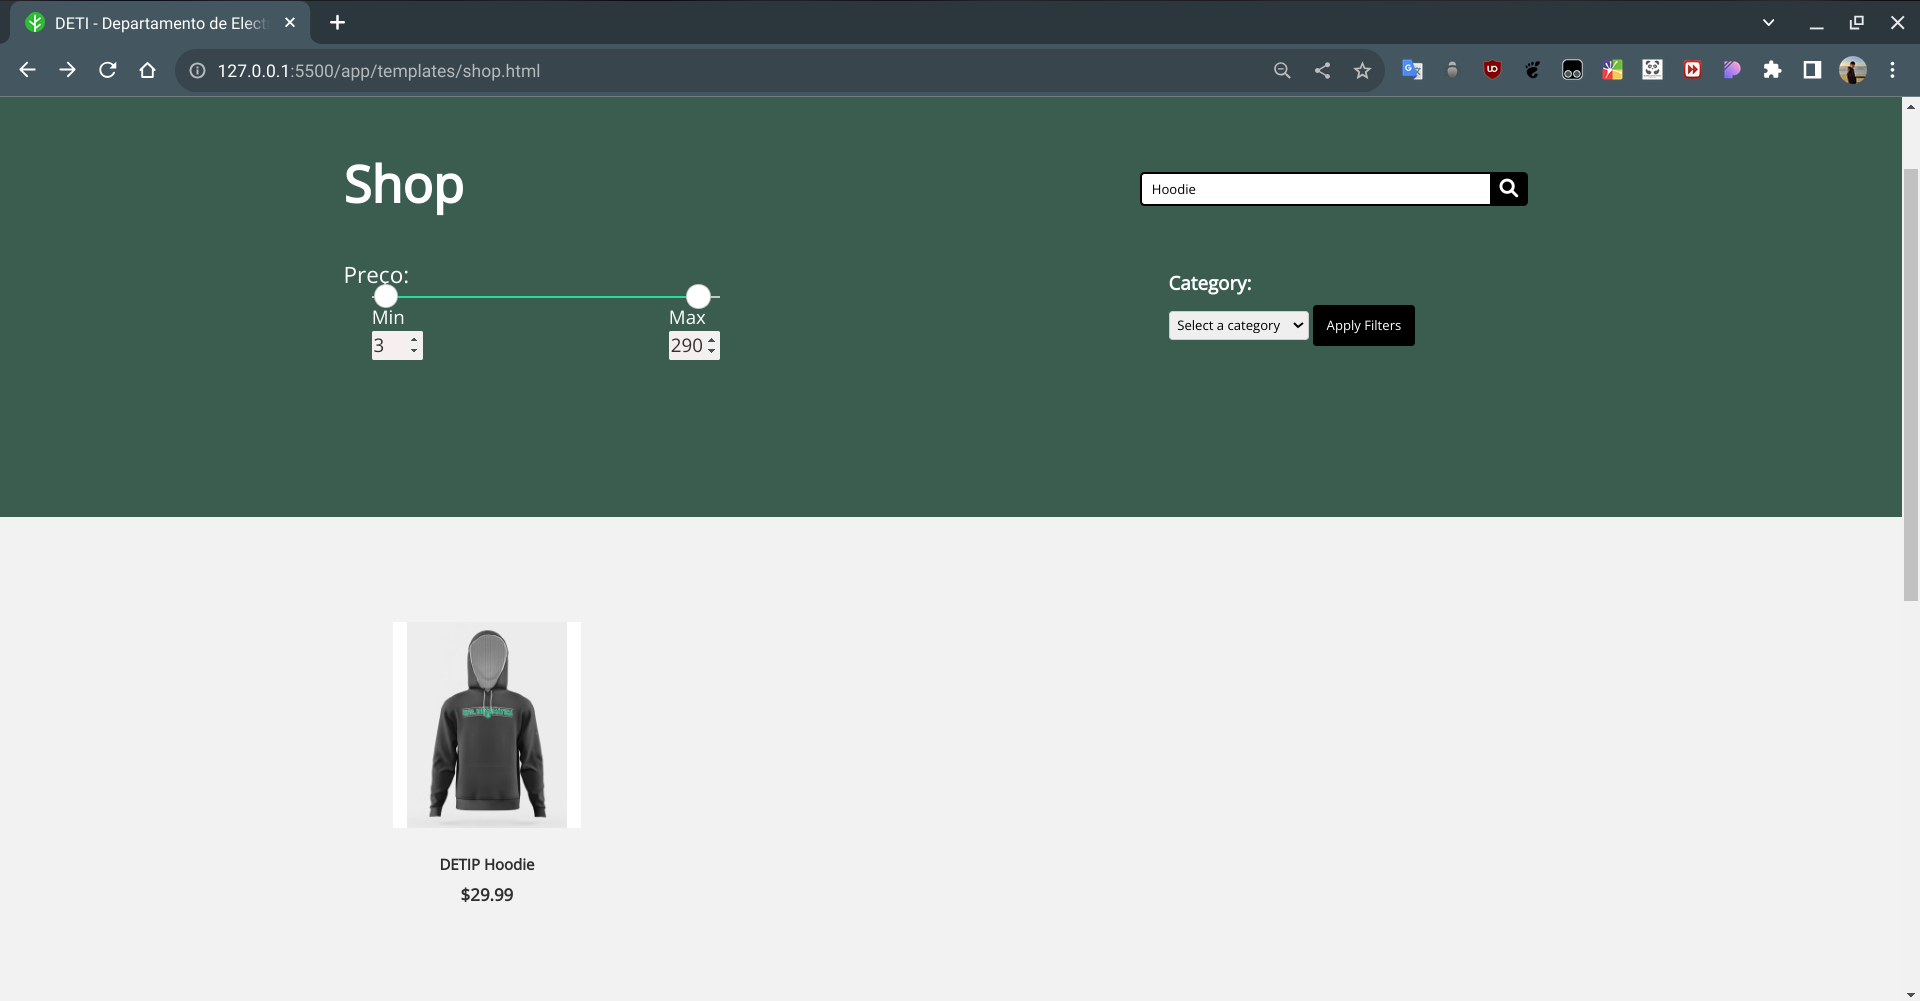 DETI - Departamento de Elect
127.0.0.1:5500/app/templates/shop.html
Shop
Hoodie
Preço:
Category:
Min
Max
Select a category
Apply Filters
3
290
DETIP Hoodie
$29.99